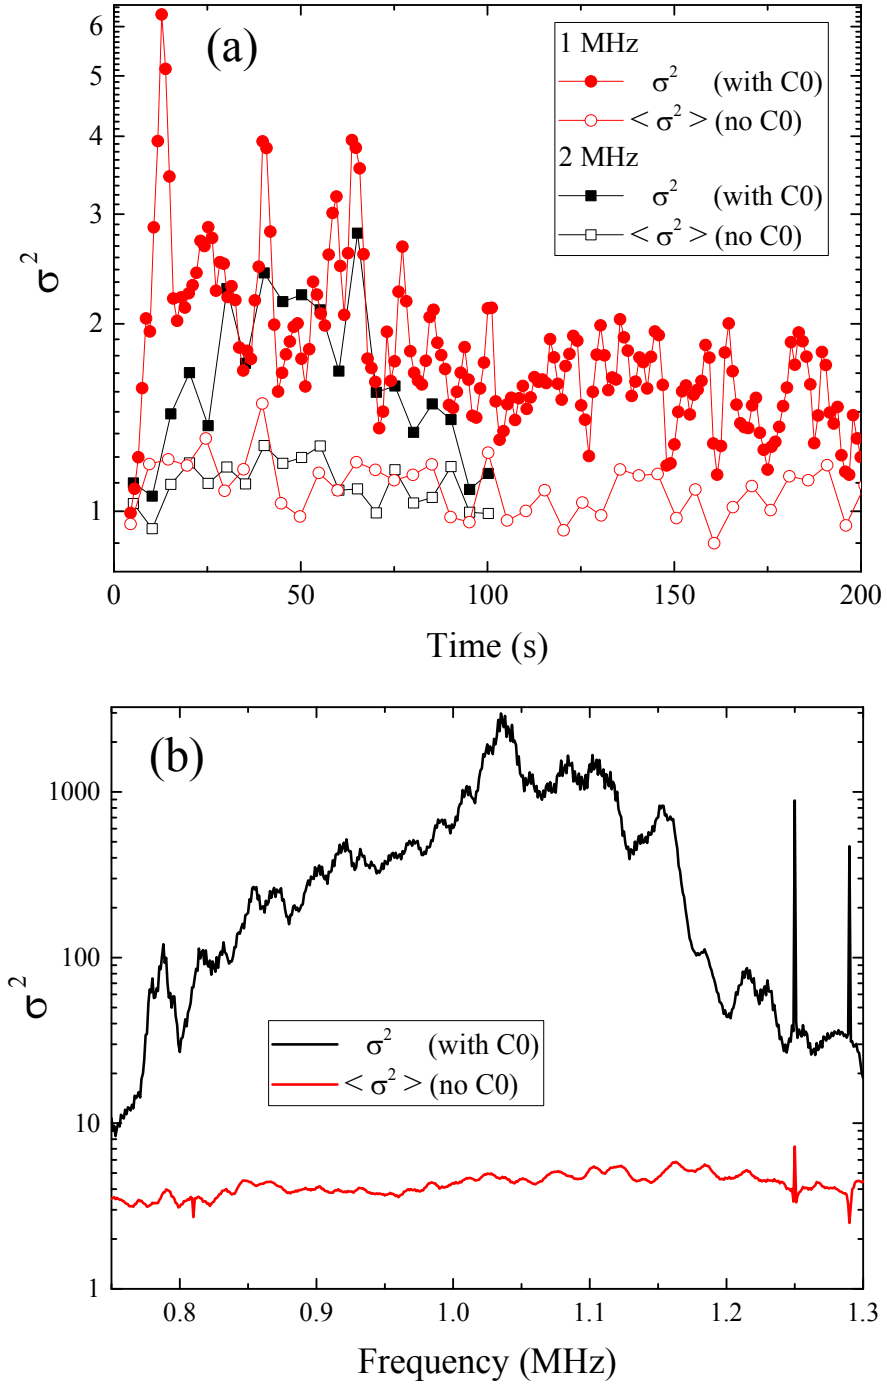 (a)
6
5
4
3
2
1
σ²
1 MHz
σ² (with C0)
< σ² > (no C0)
2 MHz
σ² (with C0)
< σ² > (no C0)
0 50 100 150 200
Time (s)
(b)
1000
100
10
1
σ²
σ² (with C0)
< σ² > (no C0)
0.8 0.9 1.0 1.1 1.2 1.3
Frequency (MHz)